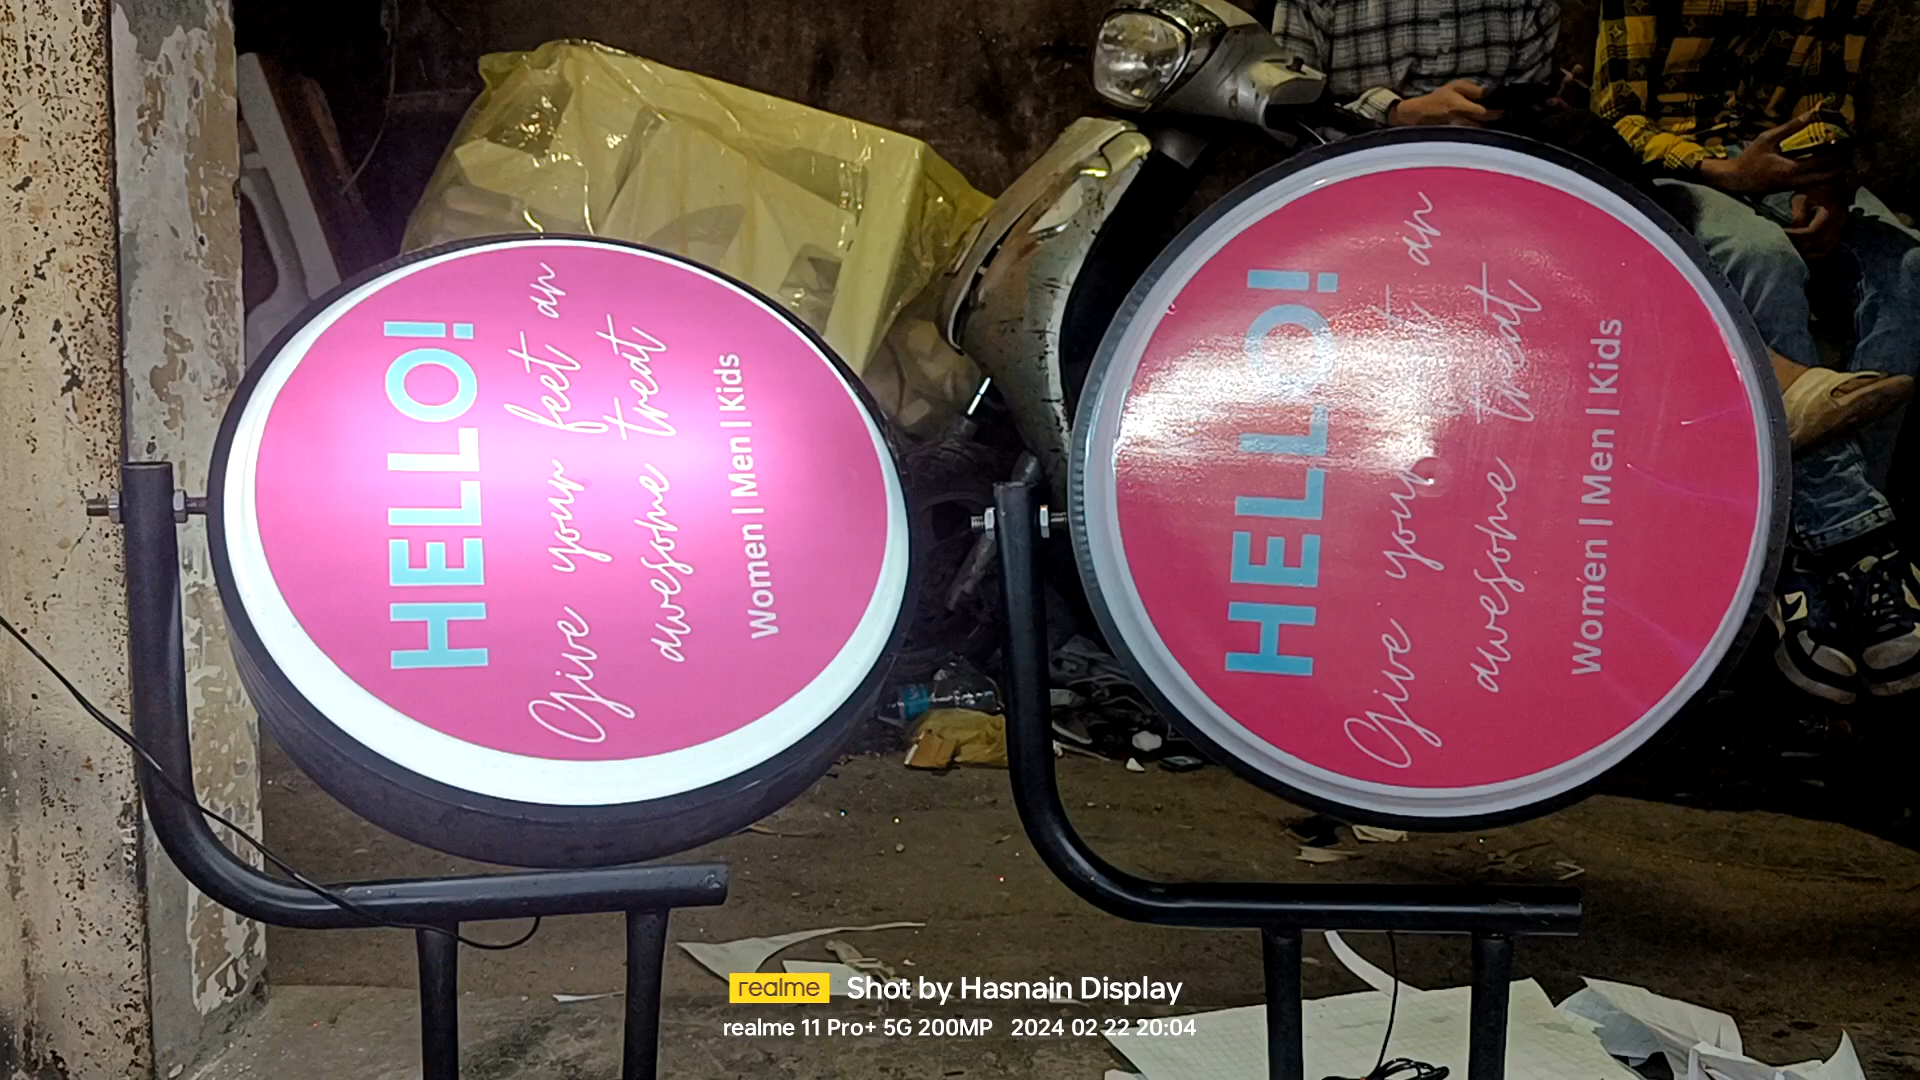 HELLO!
Give your feet an
awesome treat
Women | Men | Kids
HELLO!
Give your an
awesome treat
Women | Men | Kids
realme Shot by Hasnain Display
realme 11 Pro+ 5G 200MP 2024 02 22 20:04